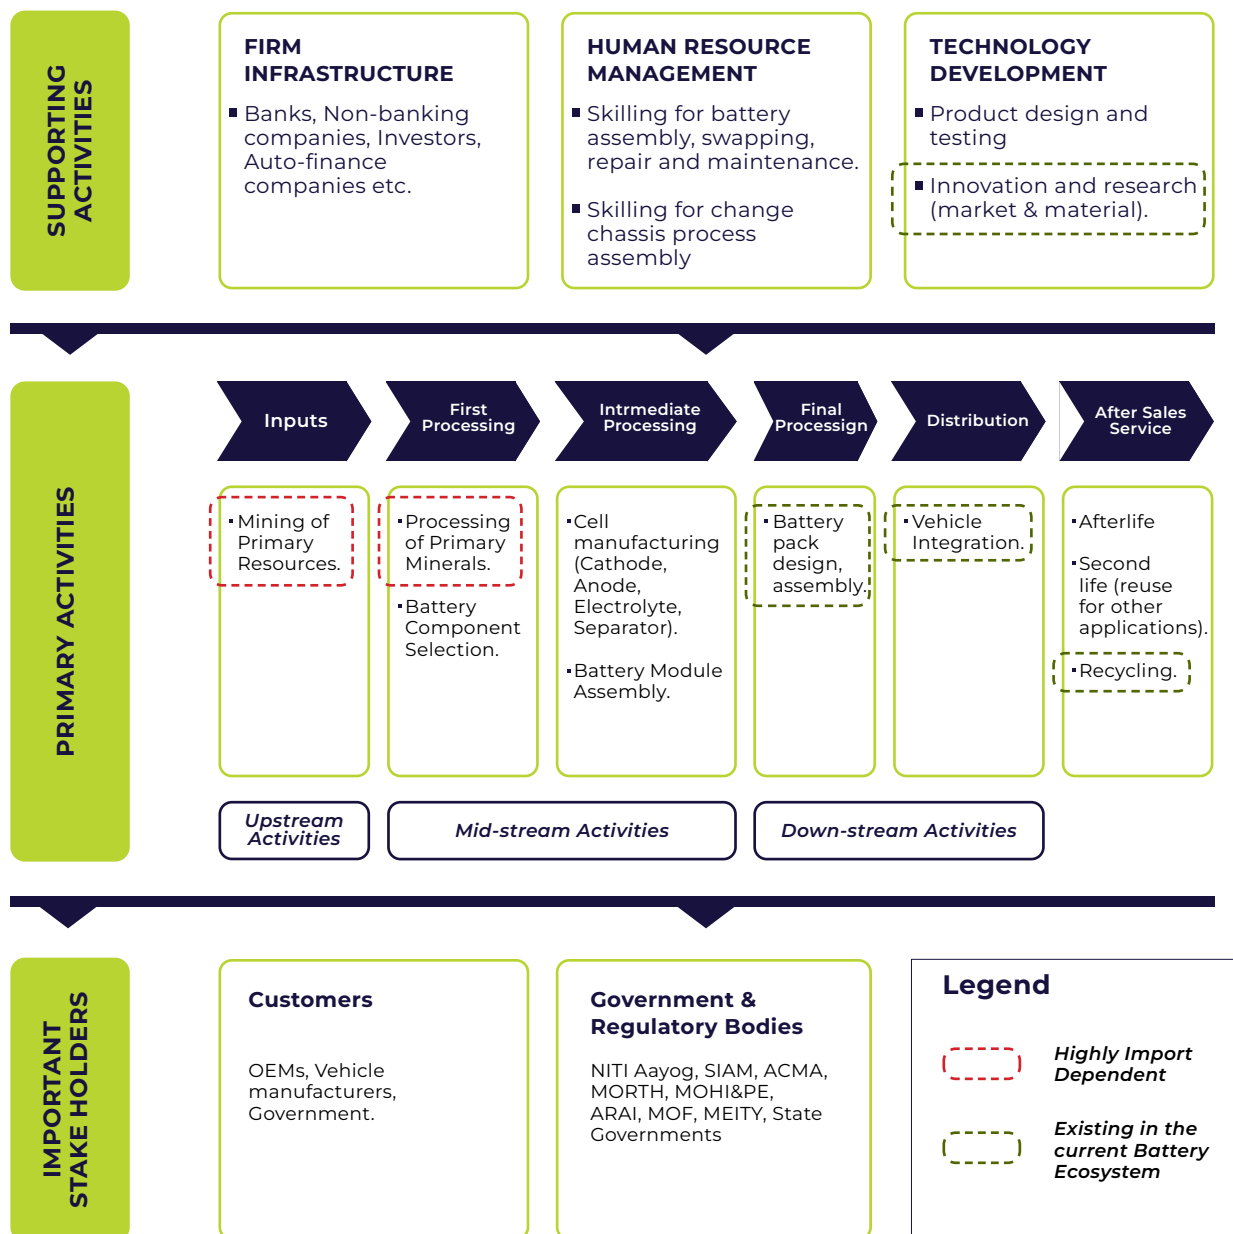 SUPPORTING
ACTIVITIES
FIRM
INFRASTRUCTURE
▪ Banks, Non-banking
companies, Investors,
Auto-finance
companies etc.
HUMAN RESOURCE
MANAGEMENT
▪ Skilling for battery
assembly, swapping,
repair and maintenance.
▪ Skilling for change
chassis process
assembly
TECHNOLOGY
DEVELOPMENT
▪ Product design and
testing
▪ Innovation and research
(market & material).
PRIMARY ACTIVITIES
Inputs
First
Processing
Intrmediate
Processing
Final
Processign
Distribution
After Sales
Service
▪ Mining of
Primary
Resources.
▪ Processing
of Primary
Minerals.
▪ Battery
Component
Selection.
▪ Cell
manufacturing
(Cathode,
Anode,
Electrolyte,
Separator).
▪ Battery Module
Assembly.
▪ Battery
pack
design,
assembly.
▪ Vehicle
Integration.
▪ Afterlife
▪ Second
life (reuse
for other
applications).
▪ Recycling.
Upstream
Activities
Mid-stream Activities
Down-stream Activities
IMPORTANT
STAKE HOLDERS
Customers
OEMs, Vehicle
manufacturers,
Government.
Government &
Regulatory Bodies
NITI Aayog, SIAM, ACMA,
MORTH, MOHI&PE,
ARAI, MOF, MEITY, State
Governments
Legend
Highly Import
Dependent
Existing in the
current Battery
Ecosystem